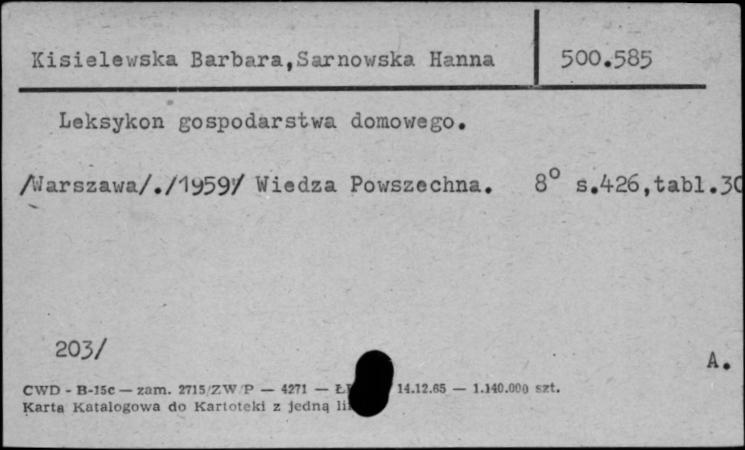 Kisielewska Barbara,Sarnowska Hanna 500.585
Leksykon gospodarstwa domowego.
/Warszawa/./1959/ Wiedza Powszechna. 8° s.426,tabl.30
203/
A.
CWD - B-15c — zam. 2715/ZW/P — 4271 — 14.12.65 — 1.140.000 szt.
Karta Katalogowa do Kartoteki z jedną